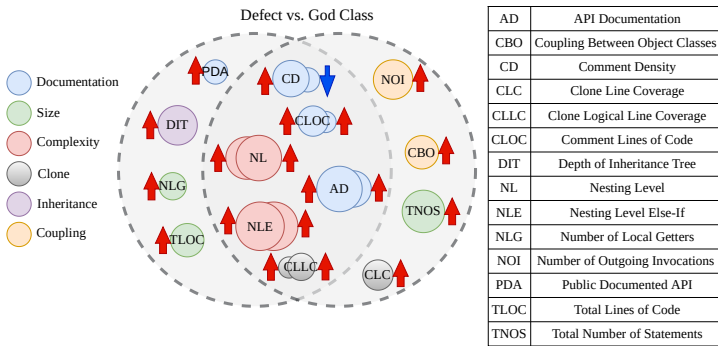 Defect vs. God Class
Documentation
Size
Complexity
Clone
Inheritance
Coupling
PDA
DIT
NLG
TLOC
CD
CLOC
NL
AD
NLE
CLLC
NOI
CBO
TNOS
CLC
AD API Documentation
CBO Coupling Between Object Classes
CD Comment Density
CLC Clone Line Coverage
CLLC Clone Logical Line Coverage
CLOC Comment Lines of Code
DIT Depth of Inheritance Tree
NL Nesting Level
NLE Nesting Level Else-If
NLG Number of Local Getters
NOI Number of Outgoing Invocations
PDA Public Documented API
TLOC Total Lines of Code
TNOS Total Number of Statements